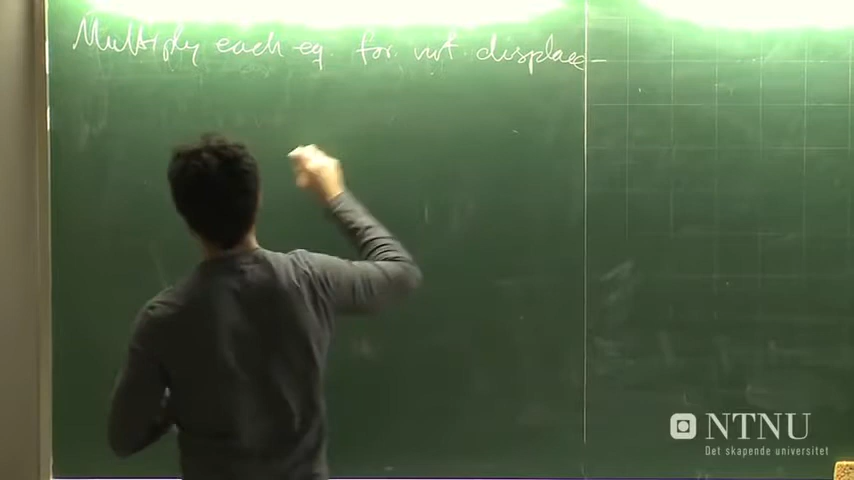 Multiply each eq. for virt. displace-
NTNU
Det skapende universitet